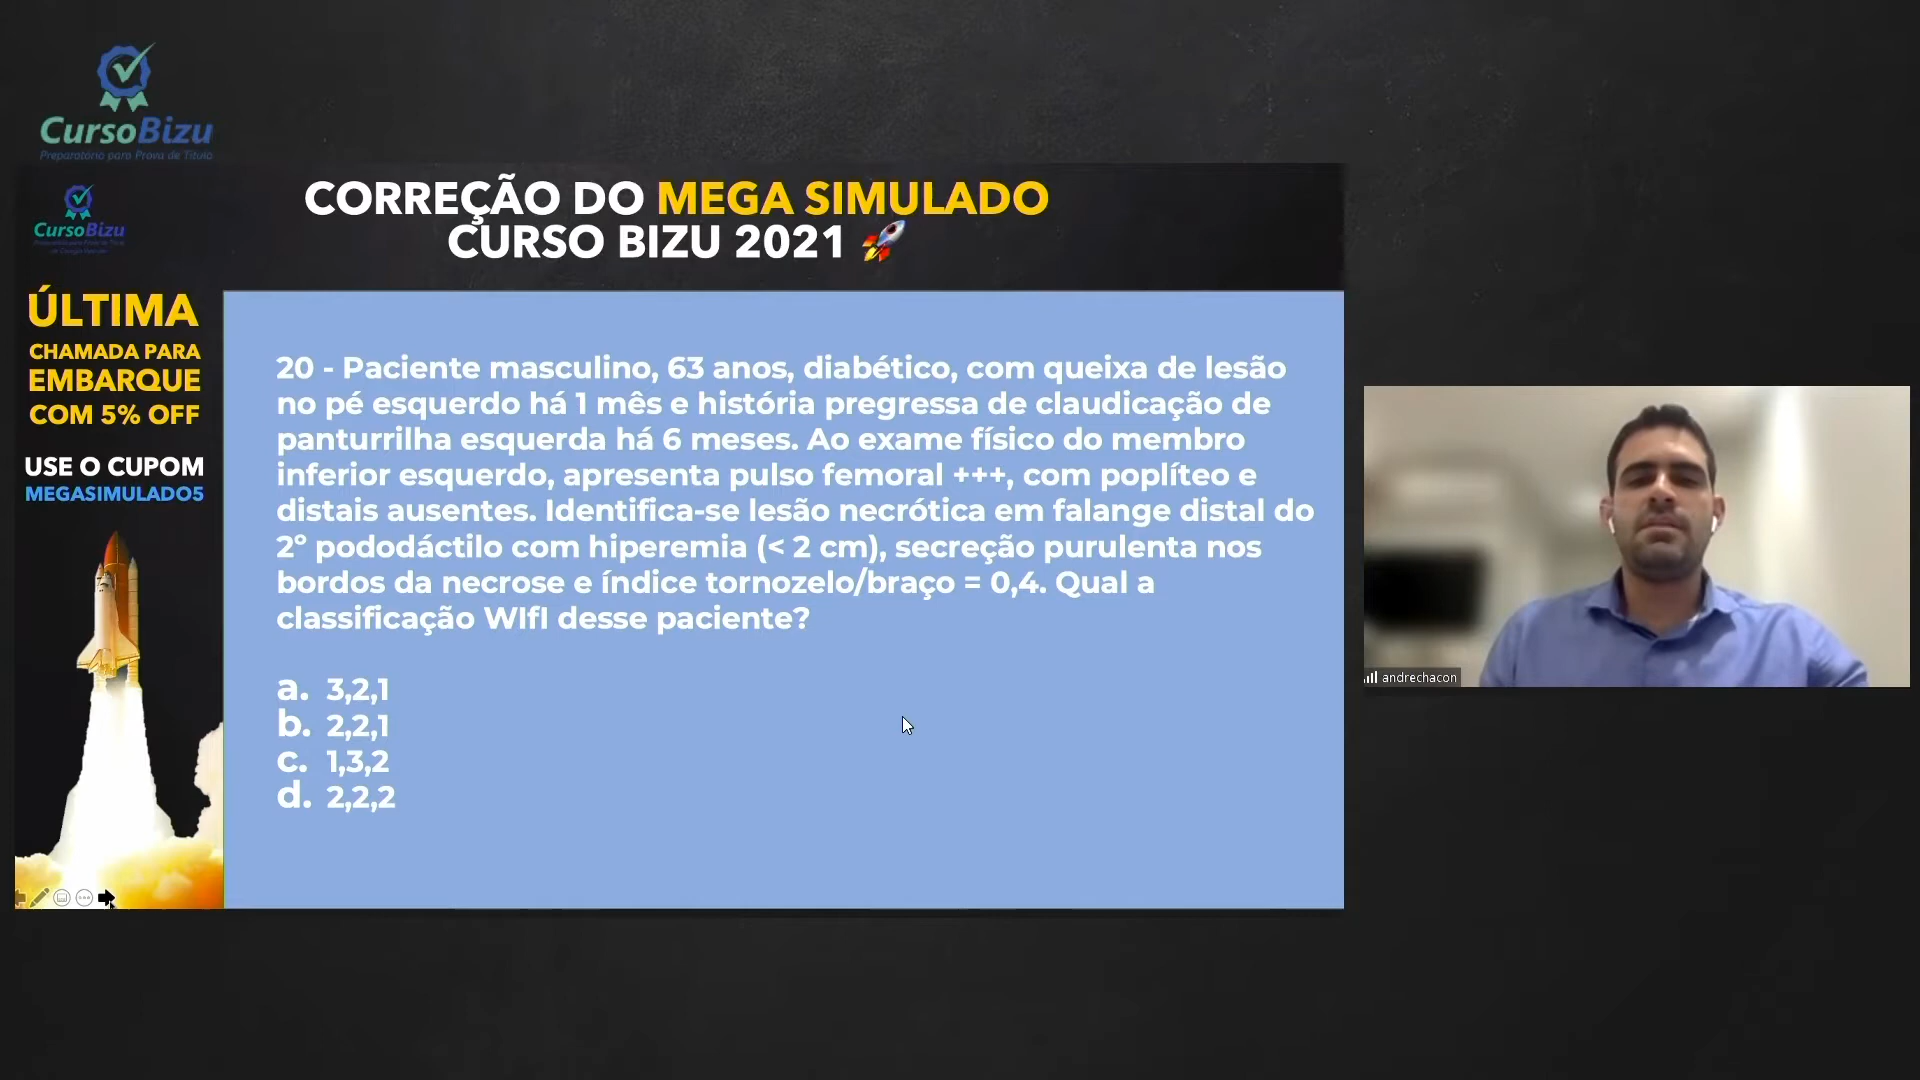 CursoBizu
Preparatório para Prova de Título
CORREÇÃO DO MEGA SIMULADO
CURSO BIZU 2021
CursoBizu
ÚLTIMA
CHAMADA PARA
EMBARQUE
COM 5% OFF
USE O CUPOM
MEGASIMULADO5
20 - Paciente masculino, 63 anos, diabético, com queixa de lesão
no pé esquerdo há 1 mês e história pregressa de claudicação de
panturrilha esquerda há 6 meses. Ao exame físico do membro
inferior esquerdo, apresenta pulso femoral +++, com poplíteo e
distais ausentes. Identifica-se lesão necrótica em falange distal do
2º pododáctilo com hiperemia (< 2 cm), secreção purulenta nos
bordos da necrose e índice tornozelo/braço = 0,4. Qual a
classificação WIfI desse paciente?
a. 3,2,1
b. 2,2,1
c. 1,3,2
d. 2,2,2
andrechacon